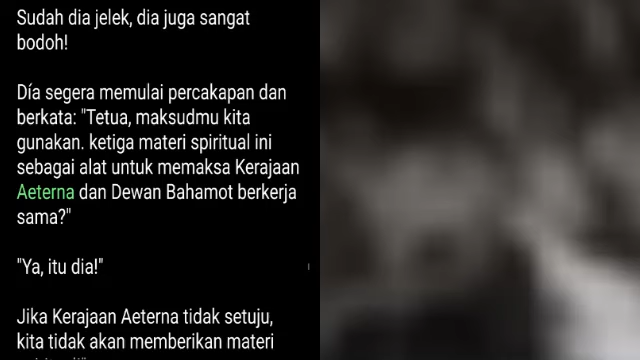 Sudah dia jelek, dia juga sangat
bodoh!
Día segera memulai percakapan dan
berkata: "Tetua, maksudmu kita
gunakan. ketiga materi spiritual ini
sebagai alat untuk memaksa Kerajaan
Aeterna dan Dewan Bahamot berkerja
sama?"
"Ya, itu dia!"
Jika Kerajaan Aeterna tidak setuju,
kita tidak akan memberikan materi